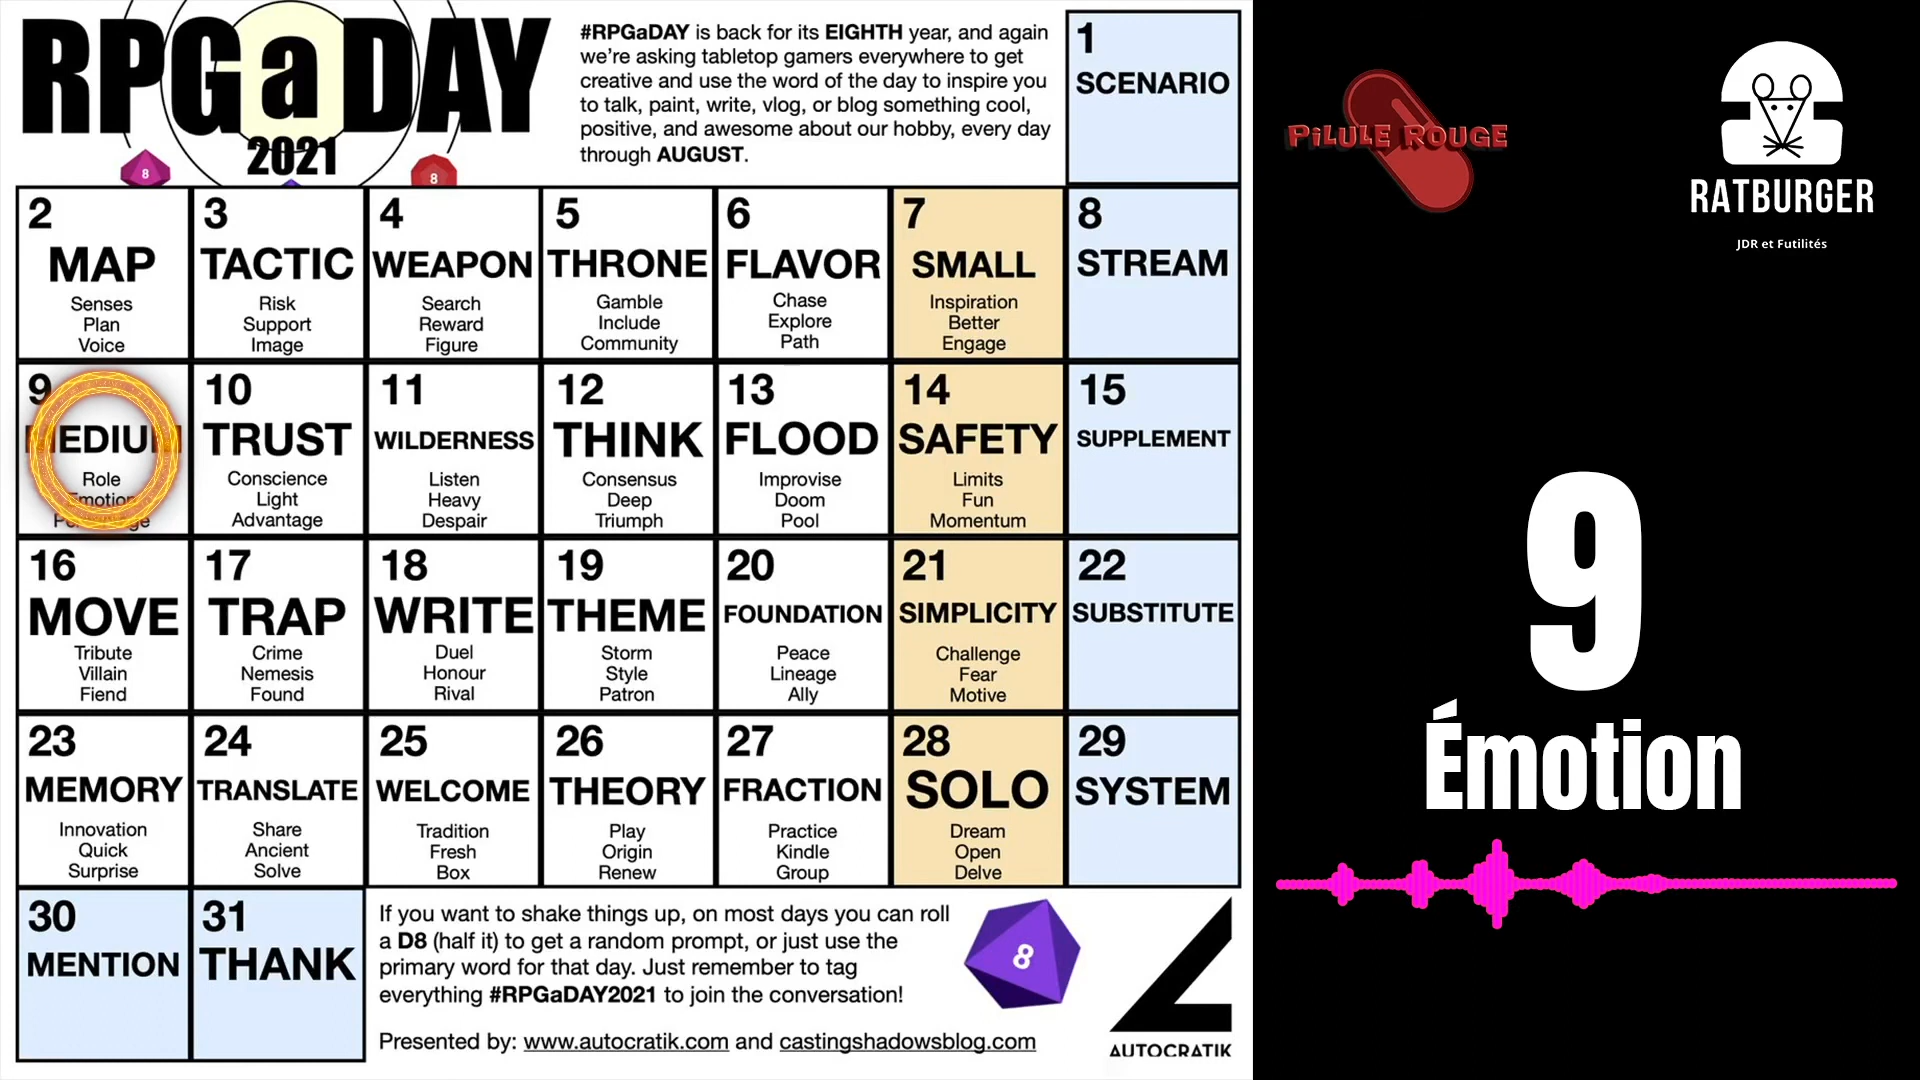 RPG a DAY
2021
8
8
#RPGaDAY is back for its EIGHTH year, and again
we're asking tabletop gamers everywhere to get
creative and use the word of the day to inspire you
to talk, paint, write, vlog, or blog something cool,
positive, and awesome about our hobby, every day
through AUGUST.
1
SCENARIO
2
MAP
Senses
Plan
Voice
3
TACTIC
Risk
Support
Image
4
WEAPON
Search
Reward
Figure
5
THRONE
Gamble
Include
Community
6
FLAVOR
Chase
Explore
Path
7
SMALL
Inspiration
Better
Engage
8
STREAM
9
MEDIUM
Role
Emotion
10
TRUST
Conscience
Light
Advantage
11
WILDERNESS
Listen
Heavy
Despair
12
THINK
Consensus
Deep
Triumph
13
FLOOD
Improvise
Doom
Pool
14
SAFETY
Limits
Fun
Momentum
15
SUPPLEMENT
16
MOVE
Tribute
Villain
Fiend
17
TRAP
Crime
Nemesis
Found
18
WRITE
Duel
Honour
Rival
19
THEME
Storm
Style
Patron
20
FOUNDATION
Peace
Lineage
Ally
21
SIMPLICITY
Challenge
Fear
Motive
22
SUBSTITUTE
23
MEMORY
Innovation
Quick
Surprise
24
TRANSLATE
Share
Ancient
Solve
25
WELCOME
Tradition
Fresh
Box
26
THEORY
Play
Origin
Renew
27
FRACTION
Practice
Kindle
Group
28
SOLO
Dream
Open
Delve
29
SYSTEM
30
MENTION
31
THANK
If you want to shake things up, on most days you can roll
a D8 (half it) to get a random prompt, or just use the
primary word for that day. Just remember to tag
everything #RPGaDAY2021 to join the conversation!
Presented by: www.autocratik.com and castingshadowsblog.com
8
AUTOCRATIK
PiLULE ROUGE
RATBURGER
JDR et Futilités
9
Émotion